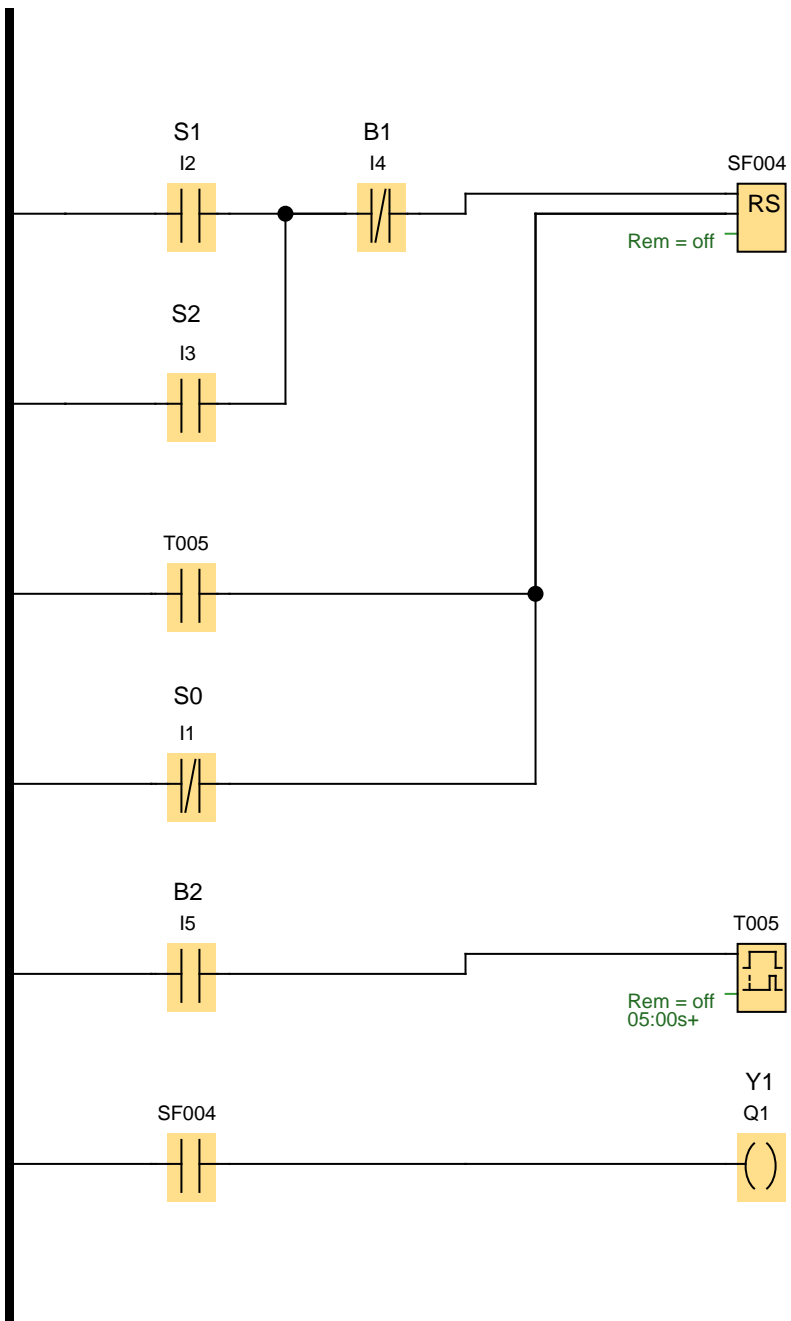 S1
I2
B1
I4
SF004
RS
Rem = off
S2
I3
T005
S0
I1
B2
I5
T005
Rem = off
05:00s+
Y1
SF004
Q1